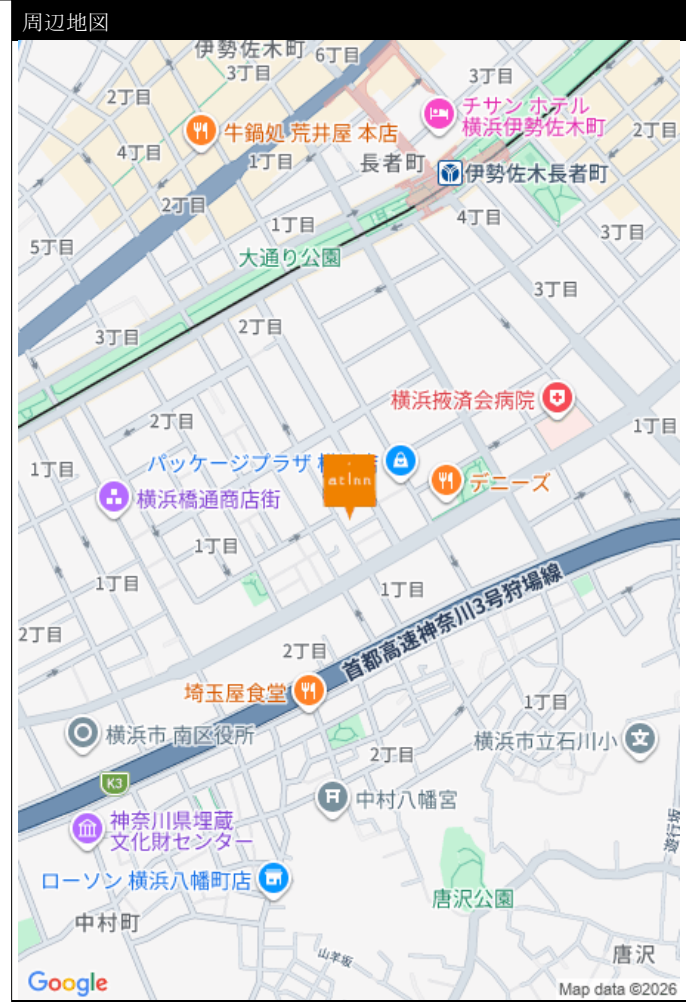 周辺地図
伊勢佐木町
6丁目
3丁目
3丁目
2丁目
チサン ホテル
横浜伊勢佐木町
牛鍋処 荒井屋 本店
2丁目
4丁目
1丁目
長者町
伊勢佐木長者町
2丁目
4丁目
1丁目
3丁目
5丁目
大通り公園
3丁目
2丁目
3丁目
横浜掖済会病院
2丁目
1丁目
パッケージプラザ
1丁目
at inn
デニーズ
横浜橋通商店街
1丁目
1丁目
1丁目
首都高速神奈川3号狩場線
2丁目
2丁目
埼玉屋食堂
1丁目
横浜市 南区役所
横浜市立石川小
2丁目
K3
中村八幡宮
神奈川県埋蔵
文化財センター
遊行坂
ローソン 横浜八幡町店
唐沢公園
中村町
山羊坂
唐沢
Google
Map data ©2026